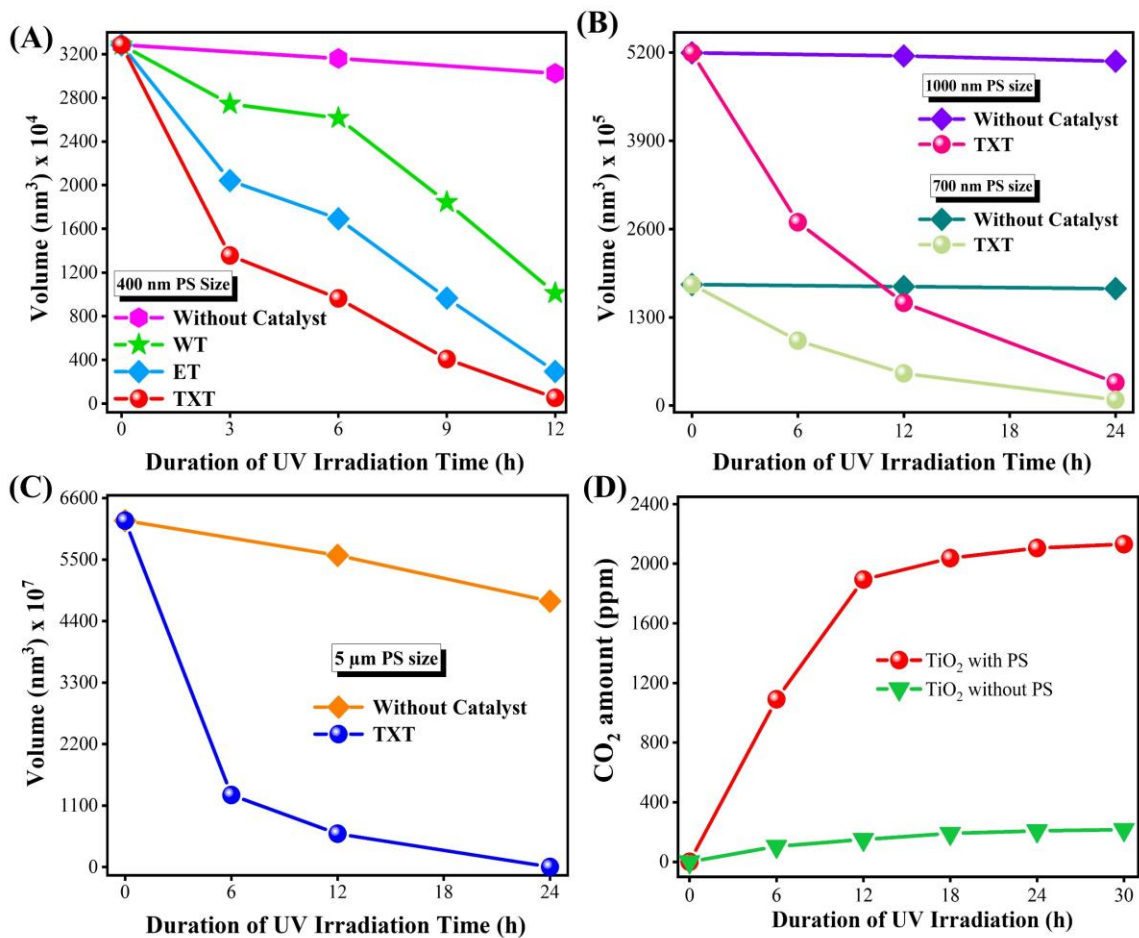 (A)
Volume (nm³) x 10⁴
3200
2800
2400
2000
1600
1200
800
400
0
400 nm PS Size
Without Catalyst
WT
ET
TXT
0 3 6 9 12
Duration of UV Irradiation Time (h)
(B)
Volume (nm³) x 10⁵
5200
3900
2600
1300
0
1000 nm PS size
Without Catalyst
TXT
700 nm PS size
Without Catalyst
TXT
0 6 12 18 24
Duration of UV Irradiation Time (h)
(C)
Volume (nm³) x 10⁷
6600
5500
4400
3300
2200
1100
0
5 µm PS size
Without Catalyst
TXT
0 6 12 18 24
Duration of UV Irradiation Time (h)
(D)
CO₂ amount (ppm)
2400
2000
1600
1200
800
400
0
TiO₂ with PS
TiO₂ without PS
0 6 12 18 24 30
Duration of UV Irradiation (h)